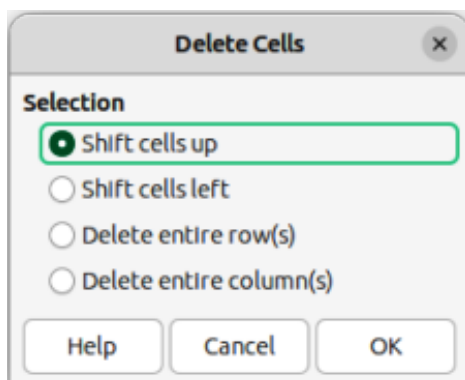 Delete Cells
Selection
Shift cells up
Shift cells left
Delete entire row(s)
Delete entire column(s)
Help Cancel OK